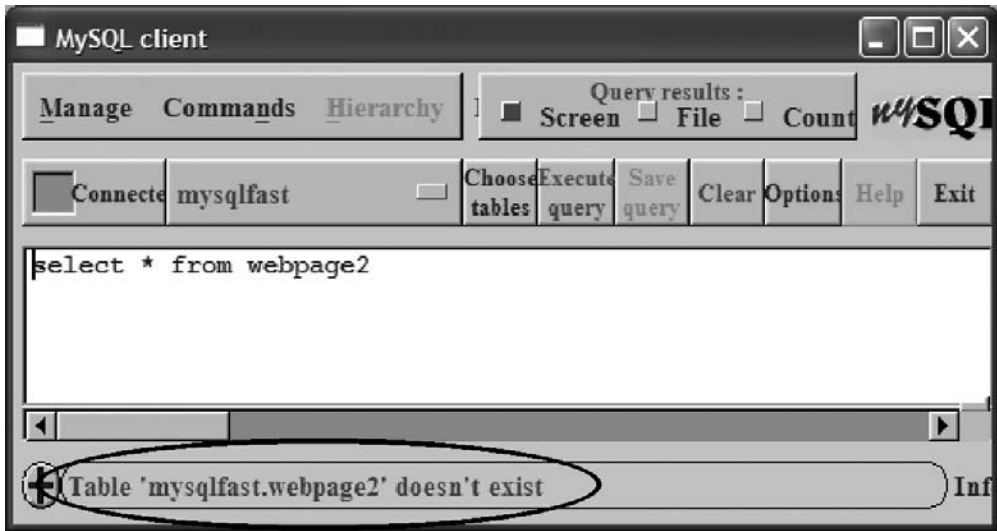 MySQL client
Manage Commands Hierarchy
Query results :
Screen File Count
mySQL
Connecte mysqlfast
Choose tables
Execute query
Save query
Clear
Options
Help
Exit
select * from webpage2
Table 'mysqlfast.webpage2' doesn't exist
Inf